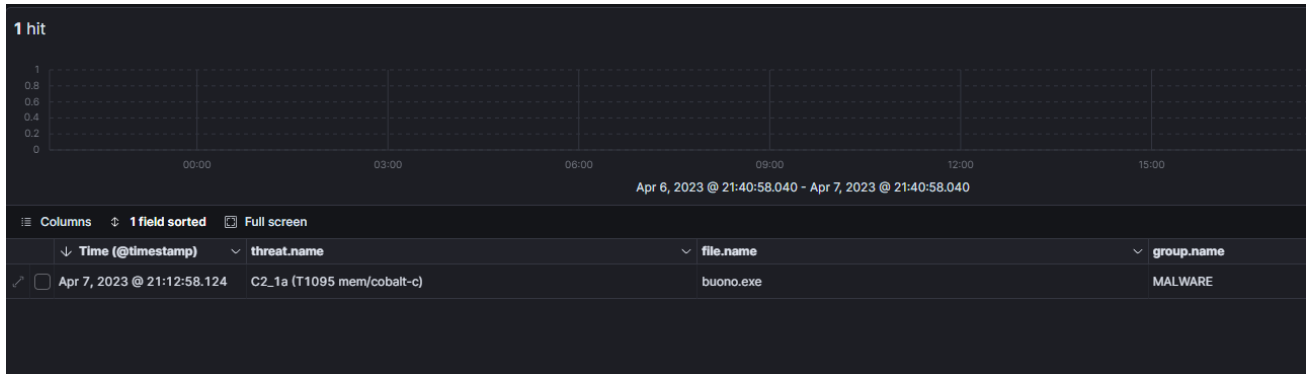 1 hit
1
0.8
0.6
0.4
0.2
0
00:00 03:00 06:00 09:00 12:00 15:00
Apr 6, 2023 @ 21:40:58.040 - Apr 7, 2023 @ 21:40:58.040
Columns 1 field sorted Full screen
Time (@timestamp) threat.name file.name group.name
Apr 7, 2023 @ 21:12:58.124 C2_1a (T1095 mem/cobalt-c) buono.exe MALWARE